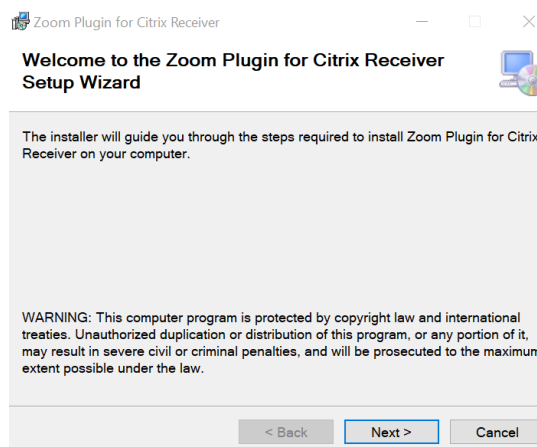 Zoom Plugin for Citrix Receiver
Welcome to the Zoom Plugin for Citrix Receiver
Setup Wizard
The installer will guide you through the steps required to install Zoom Plugin for Citrix
Receiver on your computer.
WARNING: This computer program is protected by copyright law and international
treaties. Unauthorized duplication or distribution of this program, or any portion of it,
may result in severe civil or criminal penalties, and will be prosecuted to the maximum
extent possible under the law.
< Back Next > Cancel